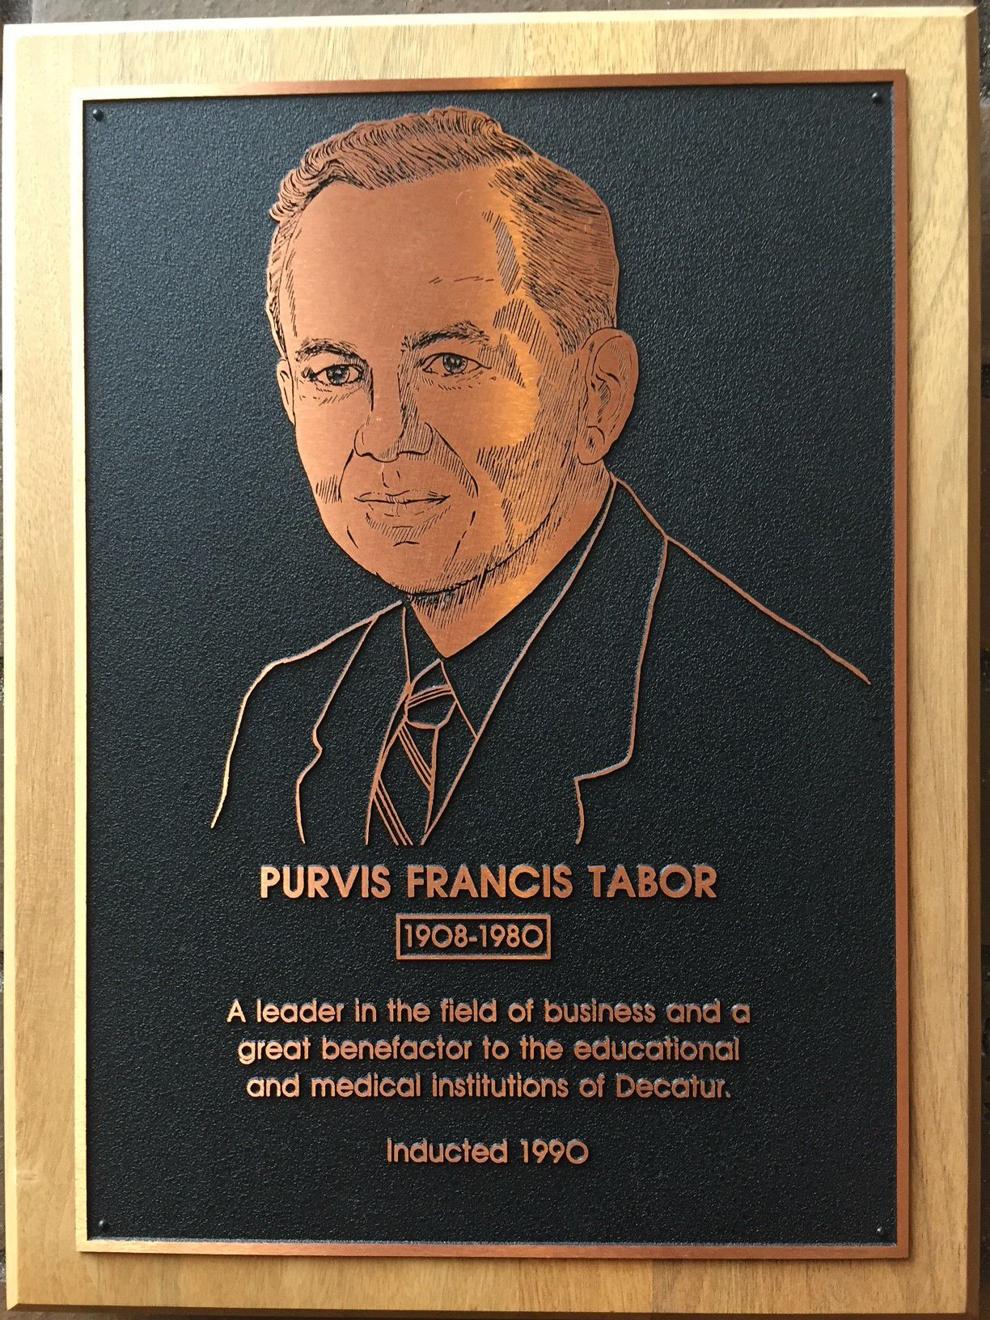 PURVIS FRANCIS TABOR
1908-1980
A leader in the field of business and a
great benefactor to the educational
and medical institutions of Decatur.
Inducted 1990